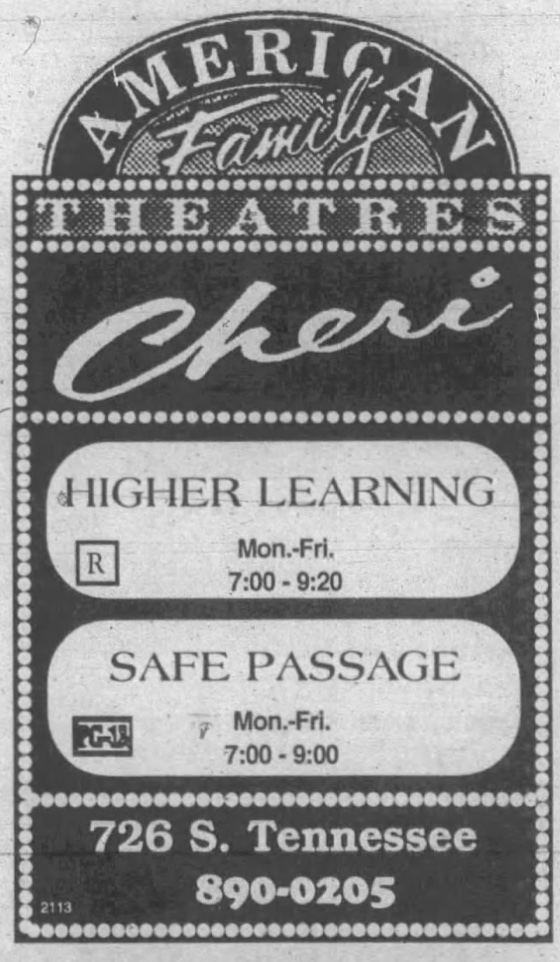 AMERICAN
Family
THEATRES
Cheri
HIGHER LEARNING
R
Mon.-Fri.
7:00 - 9:20
SAFE PASSAGE
PG-13
Mon.-Fri.
7:00 - 9:00
726 S. Tennessee
890-0205
2113